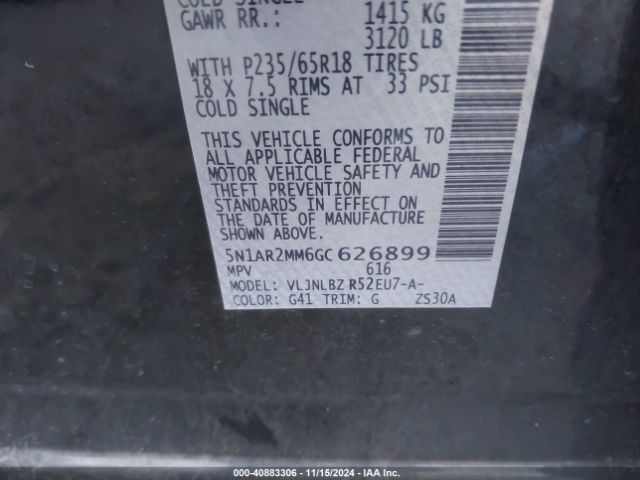 COLD SINGLE
GAWR RR.: 1415 KG
3120 LB
WITH P235/65R18 TIRES
18 X 7.5 RIMS AT 33 PSI
COLD SINGLE
THIS VEHICLE CONFORMS TO
ALL APPLICABLE FEDERAL
MOTOR VEHICLE SAFETY AND
THEFT PREVENTION
STANDARDS IN EFFECT ON
THE DATE OF MANUFACTURE
SHOWN ABOVE.
5N1AR2MM6GC626899
MPV 616
MODEL: VLJNLBZ R52EU7-A-
COLOR: G41 TRIM: G ZS30A
000-40883306 - 11/15/2024 - IAA Inc.